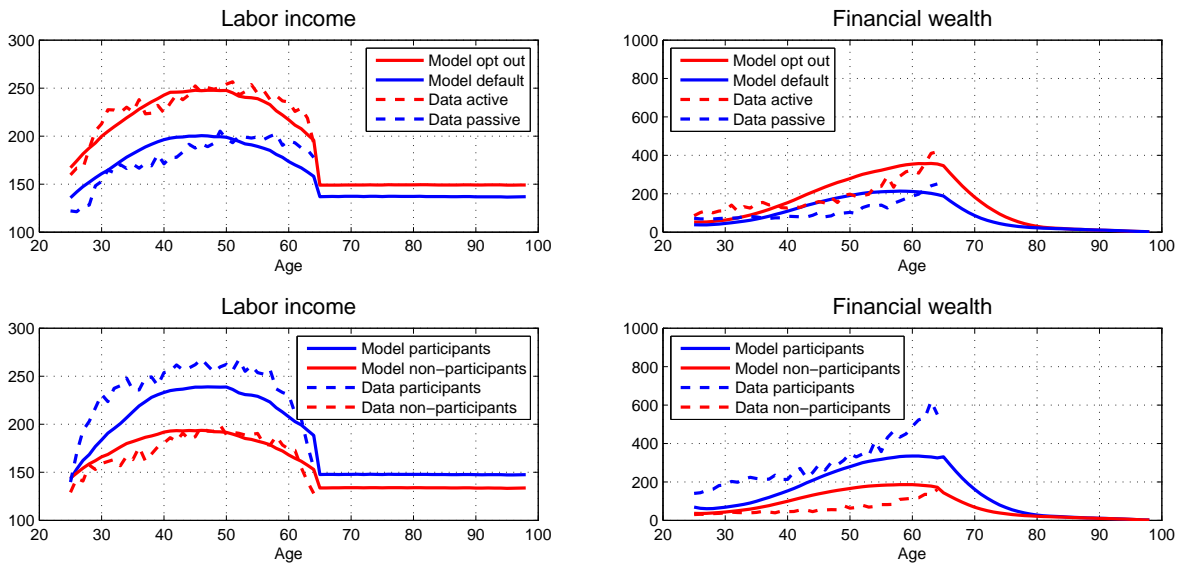 Labor income
300
250
200
150
100
20 30 40 50 60 70 80 90 100
Age
Model opt out
Model default
Data active
Data passive
Financial wealth
1000
800
600
400
200
0
20 30 40 50 60 70 80 90 100
Age
Model opt out
Model default
Data active
Data passive
Labor income
300
250
200
150
100
20 30 40 50 60 70 80 90 100
Age
Model participants
Model non−participants
Data participants
Data non−participants
Financial wealth
1000
800
600
400
200
0
20 30 40 50 60 70 80 90 100
Age
Model participants
Model non−participants
Data participants
Data non−participants